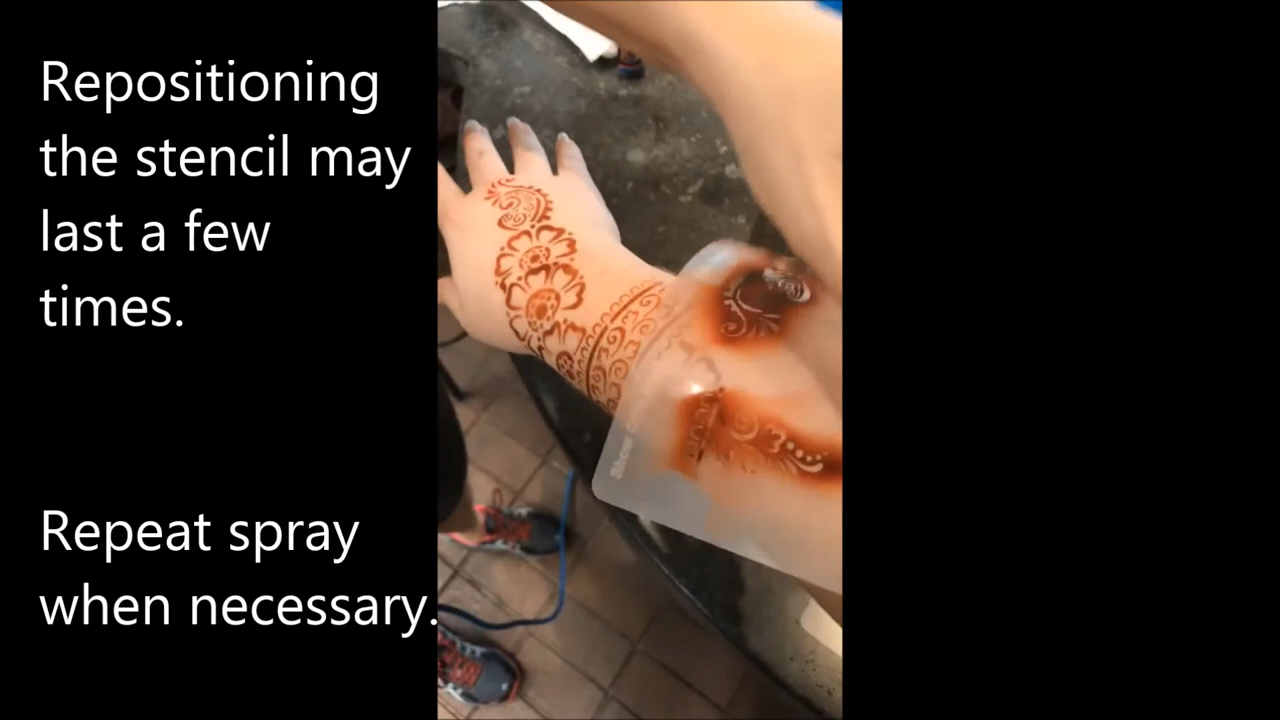 Repositioning
the stencil may
last a few
times.
Repeat spray
when necessary.